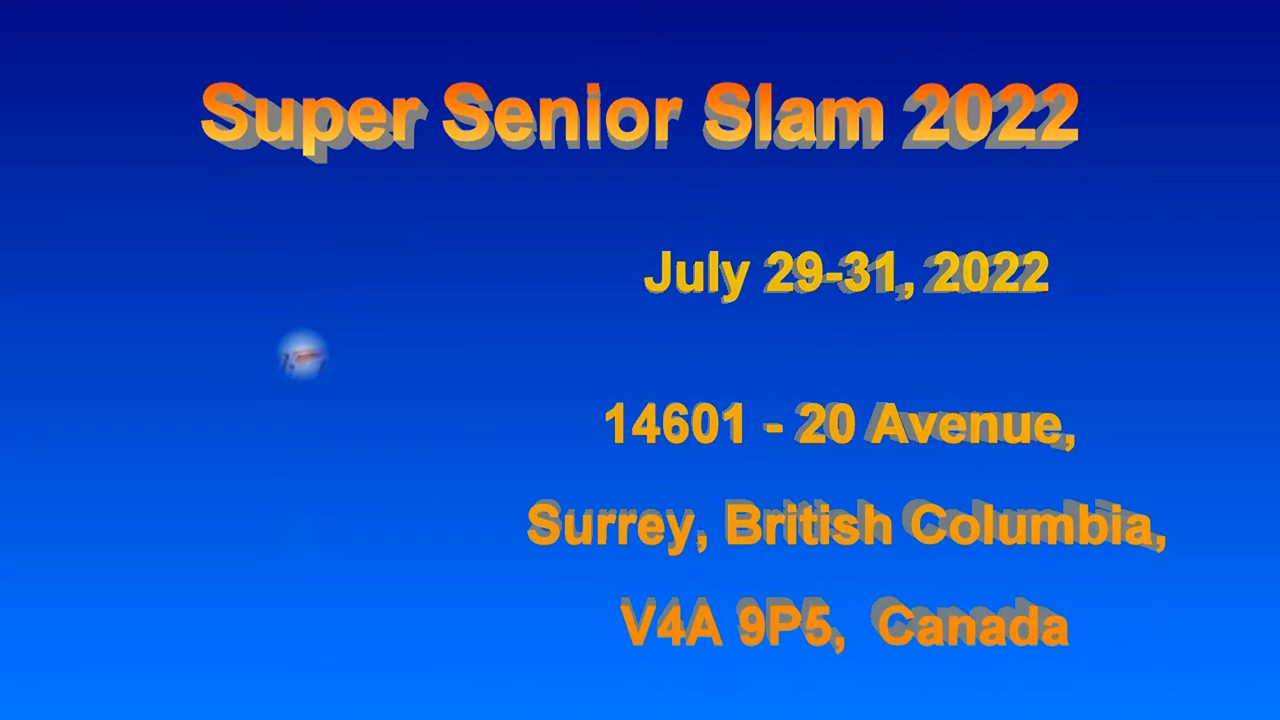 Super Senior Slam 2022
July 29-31, 2022
14601 - 20 Avenue,
Surrey, British Columbia,
V4A 9P5, Canada